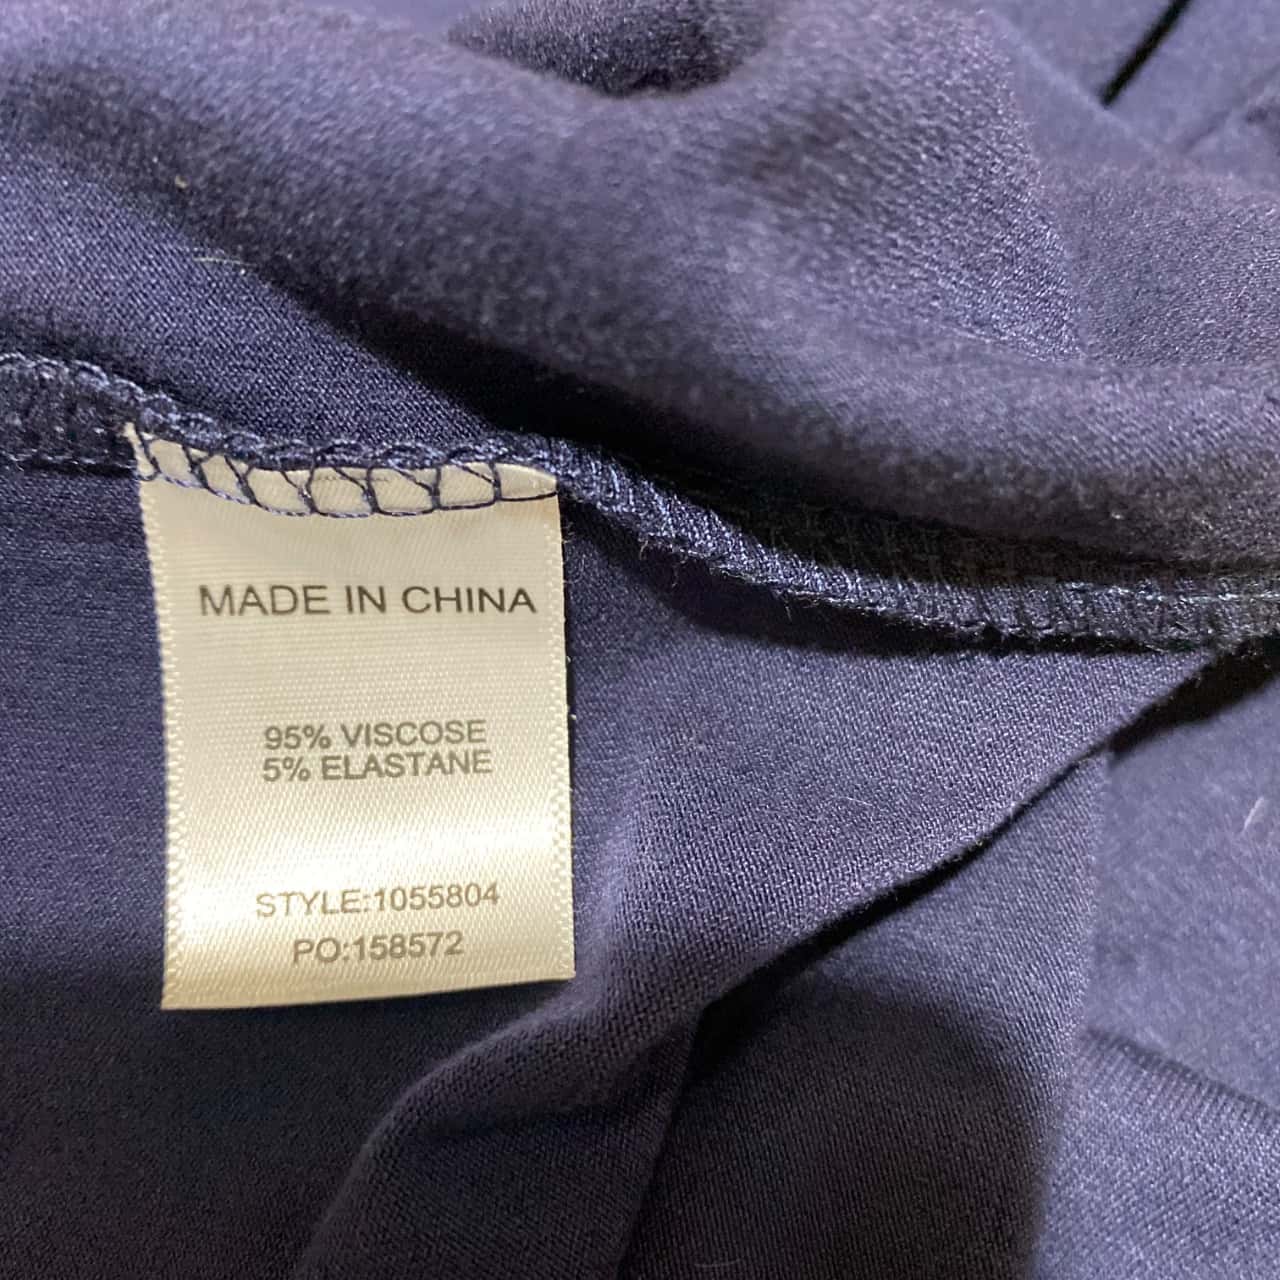 MADE IN CHINA
95% VISCOSE
5% ELASTANE
STYLE:1055804
PO:158572